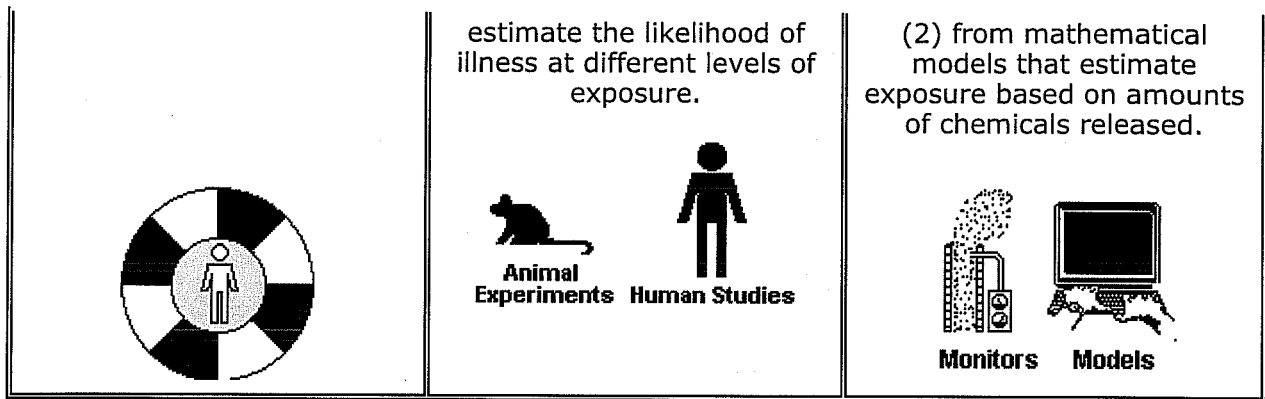 estimate the likelihood of
illness at different levels of
exposure.
Animal
Experiments
Human Studies
(2) from mathematical
models that estimate
exposure based on amounts
of chemicals released.
Monitors
Models